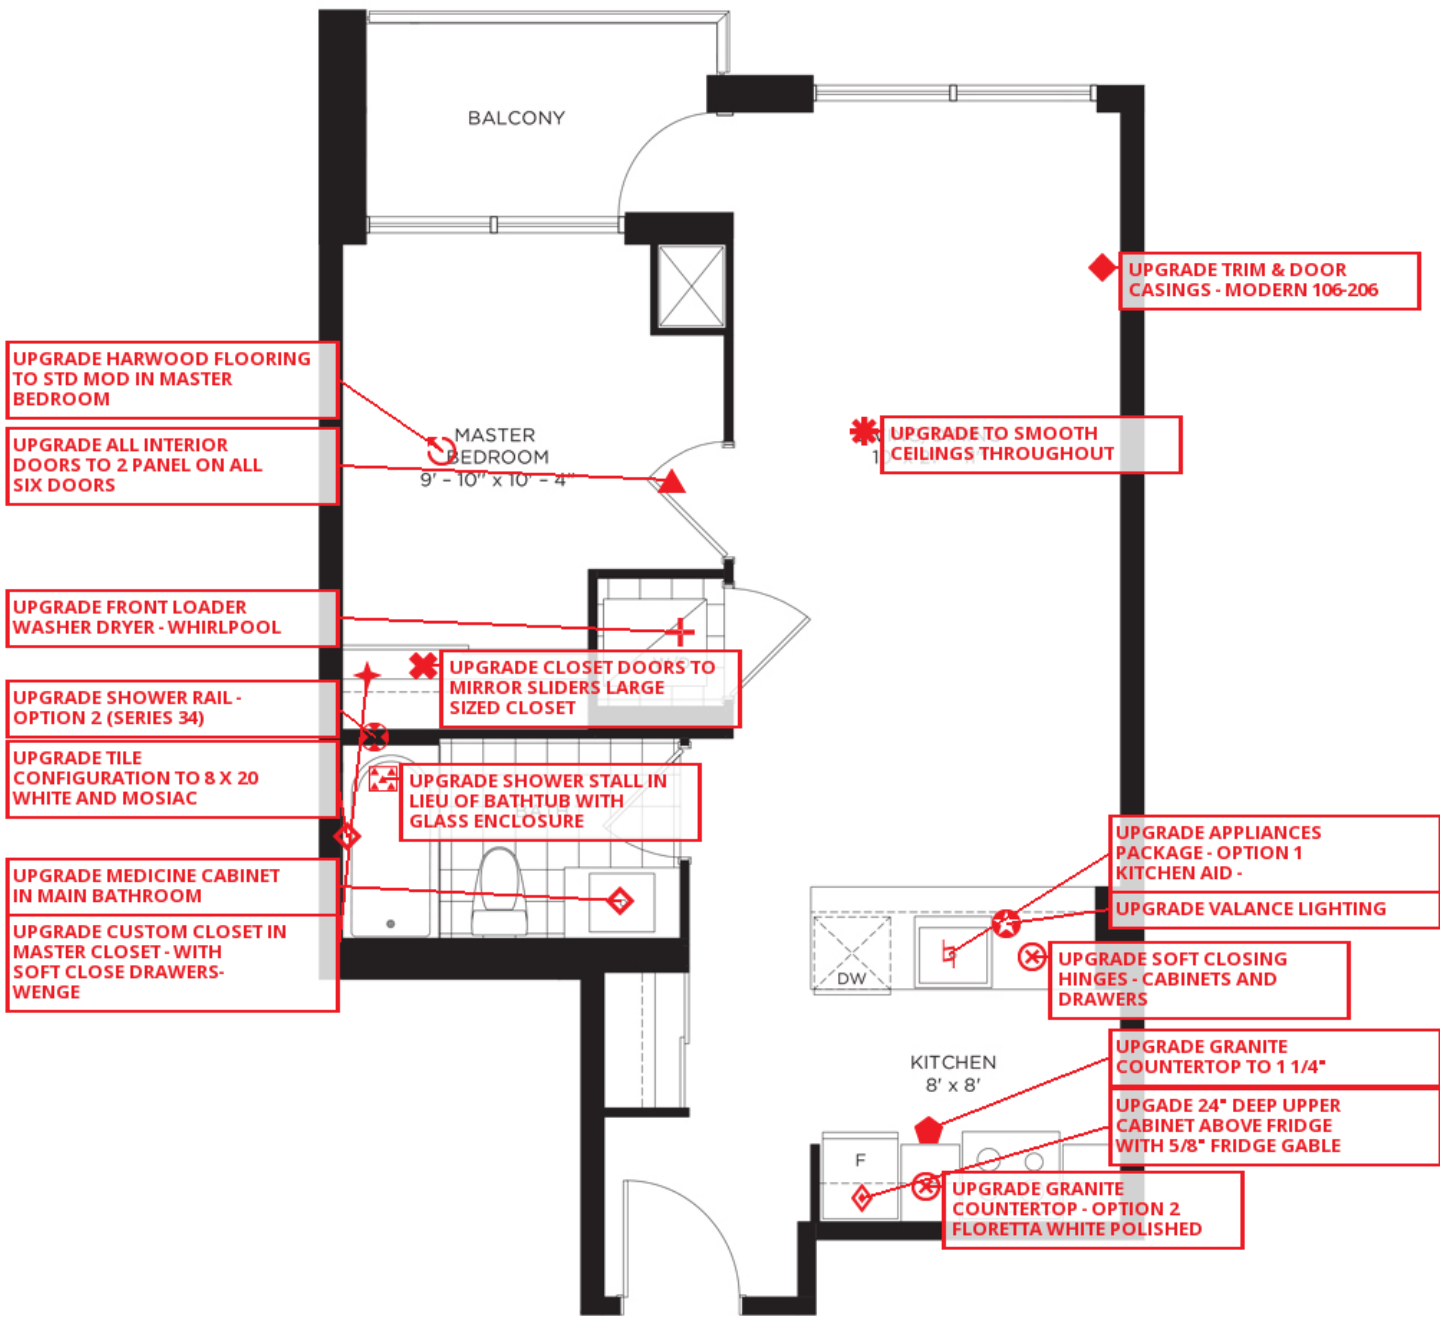 BALCONY
UPGRADE TRIM & DOOR
CASINGS - MODERN 106-206
UPGRADE HARWOOD FLOORING
TO STD MOD IN MASTER
BEDROOM
UPGRADE ALL INTERIOR
DOORS TO 2 PANEL ON ALL
SIX DOORS
MASTER
BEDROOM
9' - 10" x 10' - 4"
UPGRADE TO SMOOTH
CEILINGS THROUGHOUT
UPGRADE FRONT LOADER
WASHER DRYER - WHIRLPOOL
UPGRADE CLOSET DOORS TO
MIRROR SLIDERS LARGE
SIZED CLOSET
UPGRADE SHOWER RAIL -
OPTION 2 (SERIES 34)
UPGRADE TILE
CONFIGURATION TO 8 X 20
WHITE AND MOSIAC
UPGRADE SHOWER STALL IN
LIEU OF BATHTUB WITH
GLASS ENCLOSURE
UPGRADE MEDICINE CABINET
IN MAIN BATHROOM
UPGRADE CUSTOM CLOSET IN
MASTER CLOSET - WITH
SOFT CLOSE DRAWERS-
WENGE
UPGRADE APPLIANCES
PACKAGE - OPTION 1
KITCHEN AID -
UPGRADE VALANCE LIGHTING
DW
UPGRADE SOFT CLOSING
HINGES - CABINETS AND
DRAWERS
KITCHEN
8' x 8'
UPGRADE GRANITE
COUNTERTOP TO 1 1/4"
UPGADE 24" DEEP UPPER
CABINET ABOVE FRIDGE
WITH 5/8" FRIDGE GABLE
F
UPGRADE GRANITE
COUNTERTOP - OPTION 2
FLORETTA WHITE POLISHED